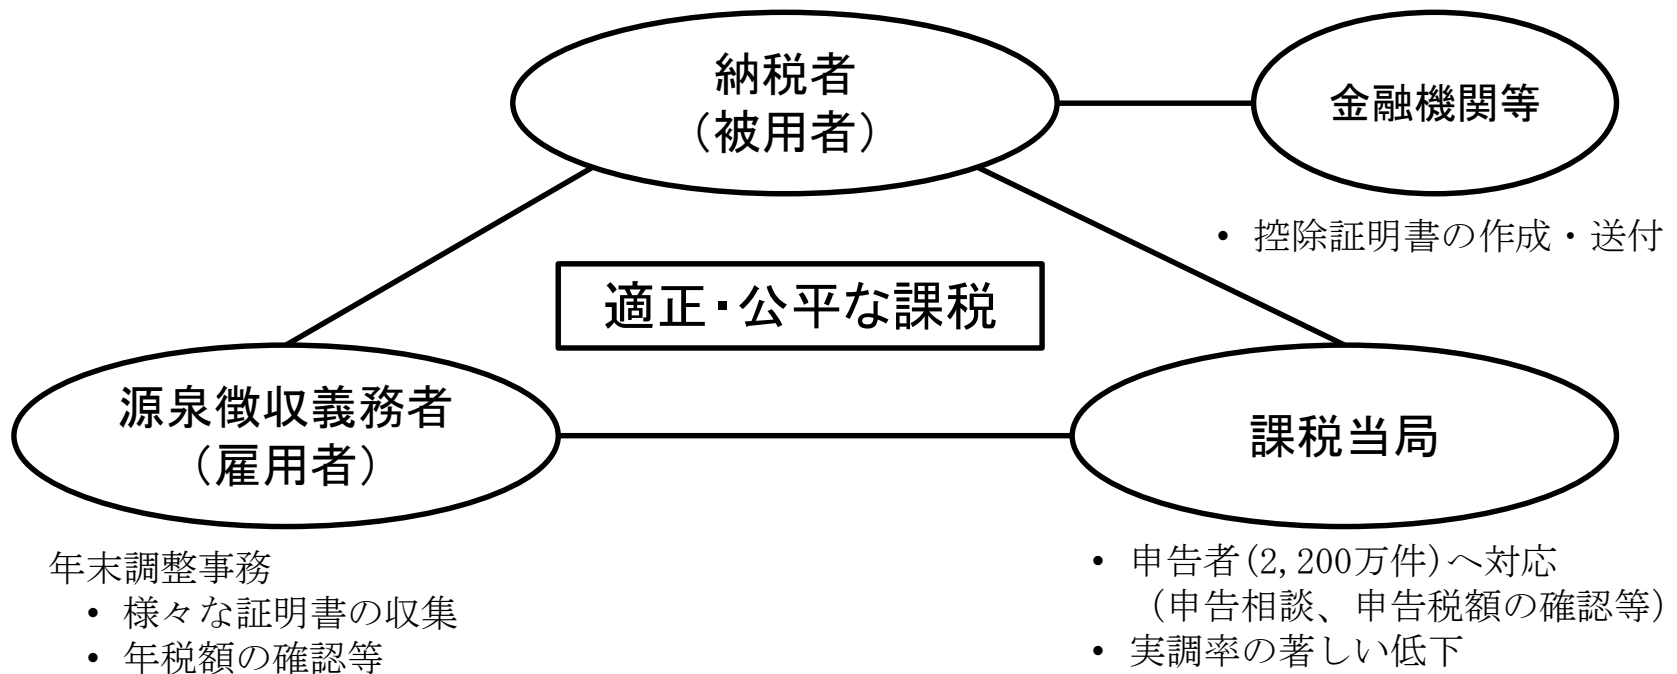 納税者
(被用者)
金融機関等
• 控除証明書の作成・送付
適正・公平な課税
源泉徴収義務者
(雇用者)
課税当局
年末調整事務
• 様々な証明書の収集
• 年税額の確認等
• 申告者(2,200万件)へ対応
(申告相談、申告税額の確認等)
• 実調率の著しい低下